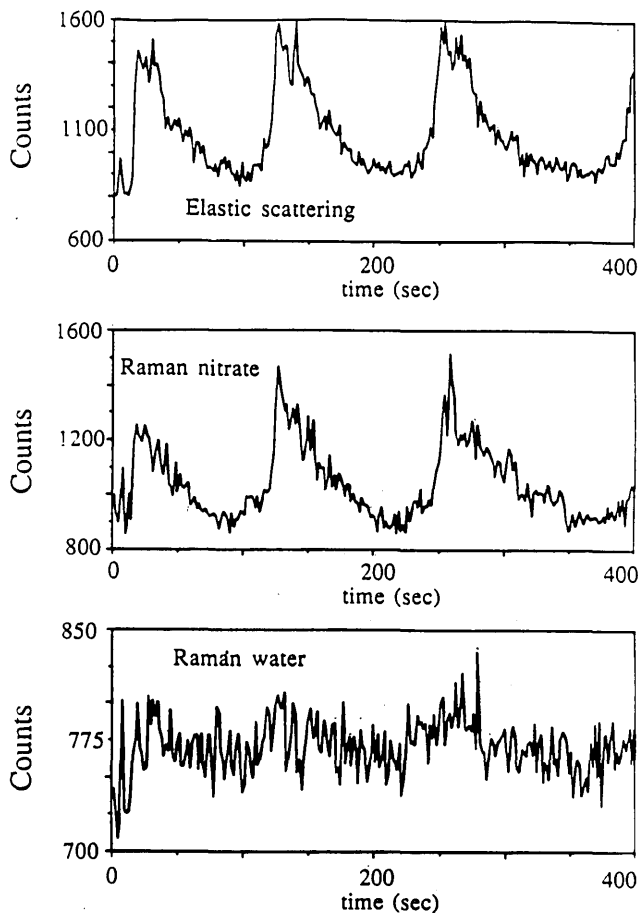 1600
Counts
1100
Elastic scattering
600
0
200
400
time (sec)
1600
Raman nitrate
Counts
1200
800
0
200
400
time (sec)
850
Raman water
Counts
775
700
0
200
400
time (sec)